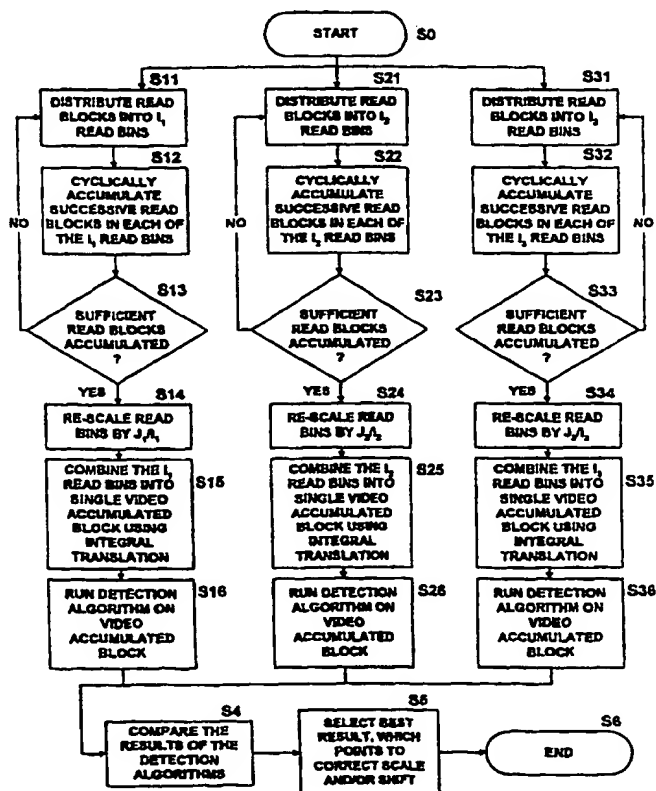 START
S0
S11
DISTRIBUTE READ
BLOCKS INTO I₁
READ BINS
S12
CYCLICALLY
ACCUMULATE
SUCCESSIVE READ
BLOCKS IN EACH OF
THE I₁ READ BINS
NO
S13
SUFFICIENT
READ BLOCKS
ACCUMULATED
?
YES
S14
RE-SCALE READ
BINS BY J₁/I₁
S15
COMBINE THE I₁
READ BINS INTO
SINGLE VIDEO
ACCUMULATED
BLOCK USING
INTEGRAL
TRANSLATION
S16
RUN DETECTION
ALGORITHM ON
VIDEO
ACCUMULATED
BLOCK
S21
DISTRIBUTE READ
BLOCKS INTO I₂
READ BINS
S22
CYCLICALLY
ACCUMULATE
SUCCESSIVE READ
BLOCKS IN EACH OF
THE I₂ READ BINS
NO
S23
SUFFICIENT
READ BLOCKS
ACCUMULATED
?
YES
S24
RE-SCALE READ
BINS BY J₂/I₂
S25
COMBINE THE I₂
READ BINS INTO
SINGLE VIDEO
ACCUMULATED
BLOCK USING
INTEGRAL
TRANSLATION
S26
RUN DETECTION
ALGORITHM ON
VIDEO
ACCUMULATED
BLOCK
S31
DISTRIBUTE READ
BLOCKS INTO I₃
READ BINS
S32
CYCLICALLY
ACCUMULATE
SUCCESSIVE READ
BLOCKS IN EACH OF
THE I₃ READ BINS
NO
S33
SUFFICIENT
READ BLOCKS
ACCUMULATED
?
YES
S34
RE-SCALE READ
BINS BY J₃/I₃
S35
COMBINE THE I₃
READ BINS INTO
SINGLE VIDEO
ACCUMULATED
BLOCK USING
INTEGRAL
TRANSLATION
S36
RUN DETECTION
ALGORITHM ON
VIDEO
ACCUMULATED
BLOCK
S4
COMPARE THE
RESULTS OF THE
DETECTION
ALGORITHMS
S5
SELECT BEST
RESULT, WHICH
POINTS TO
CORRECT SCALE
AND/OR SHIFT
S6
END